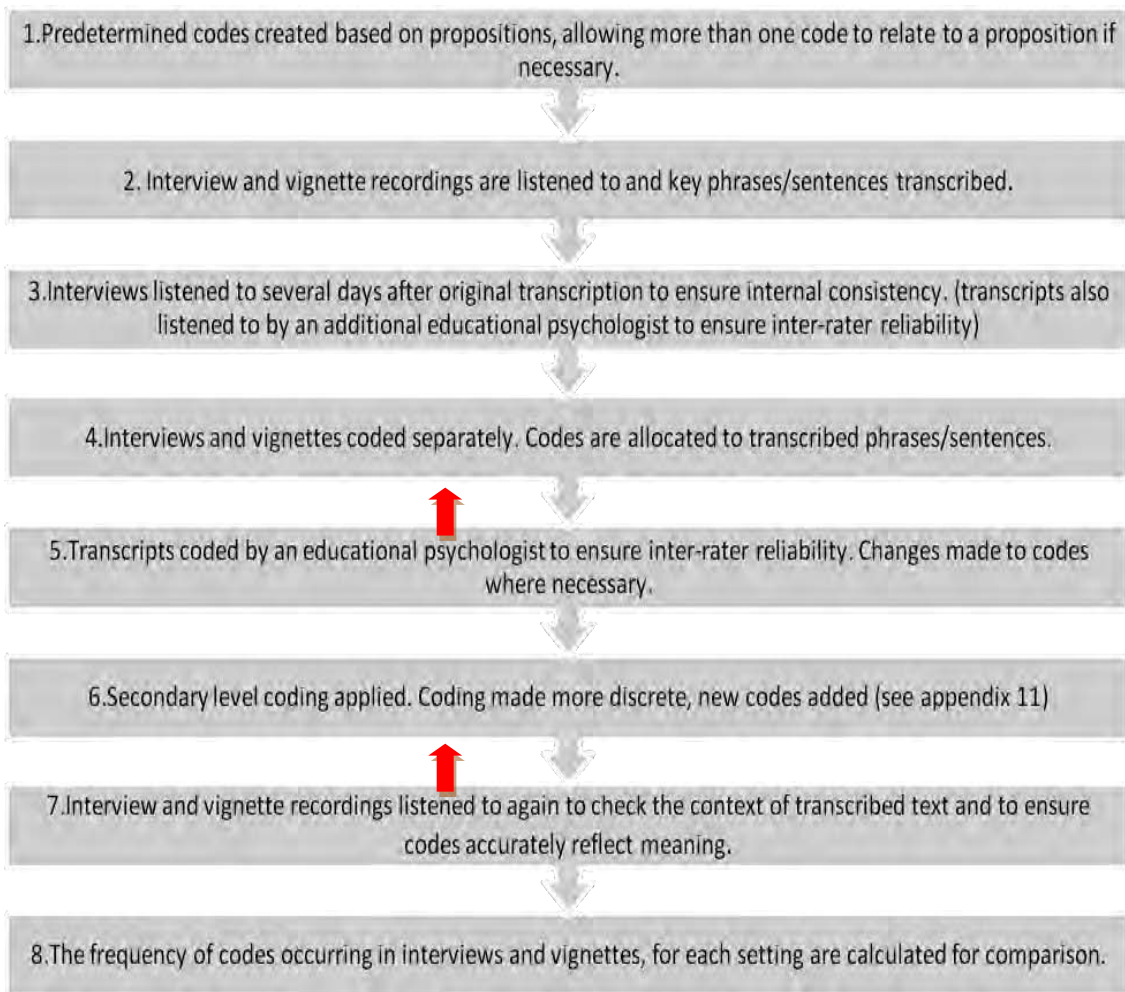 1.Predetermined codes created based on propositions, allowing more than one code to relate to a proposition if
necessary.
2. Interview and vignette recordings are listened to and key phrases/sentences transcribed.
3.Interviews listened to several days after original transcription to ensure internal consistency. (transcripts also
listened to by an additional educational psychologist to ensure inter-rater reliability)
4.Interviews and vignettes coded separately. Codes are allocated to transcribed phrases/sentences.
5.Transcripts coded by an educational psychologist to ensure inter-rater reliability. Changes made to codes
where necessary.
6.Secondary level coding applied. Coding made more discrete, new codes added (see appendix 11)
7.Interview and vignette recordings listened to again to check the context of transcribed text and to ensure
codes accurately reflect meaning.
8.The frequency of codes occurring in interviews and vignettes, for each setting are calculated for comparison.